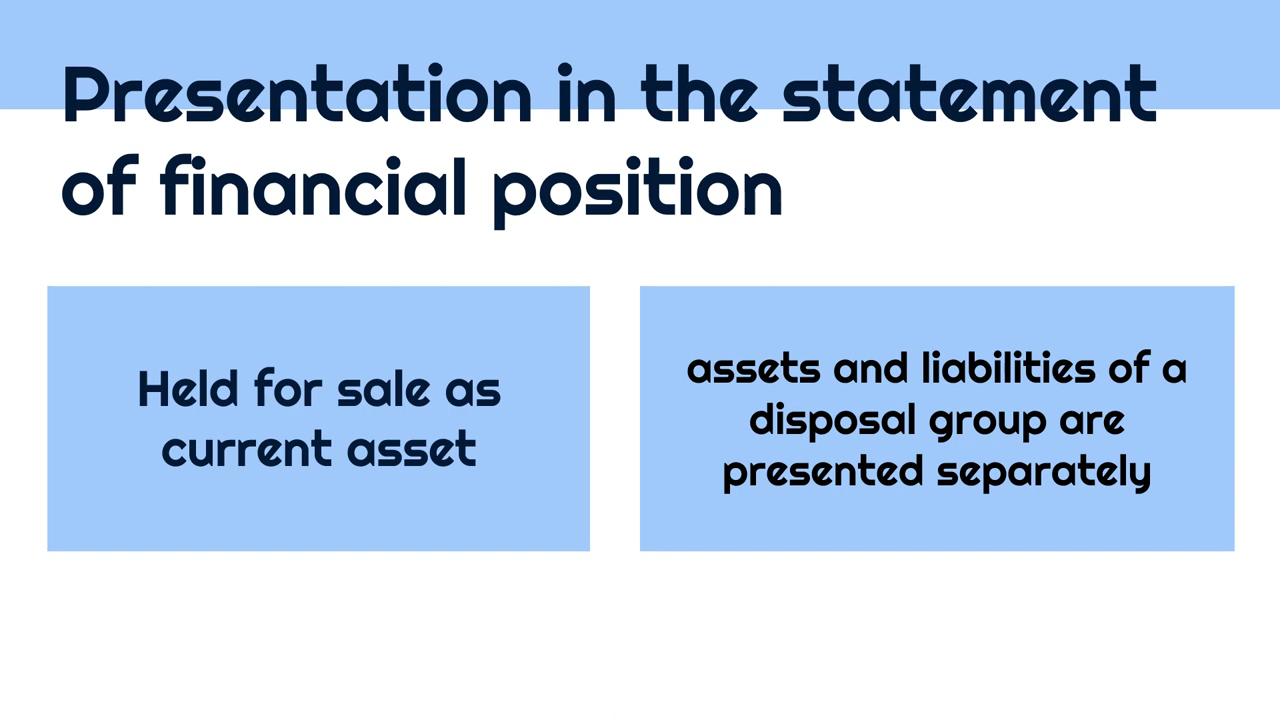 Presentation in the statement
of financial position
Held for sale as
current asset
assets and liabilities of a
disposal group are
presented separately